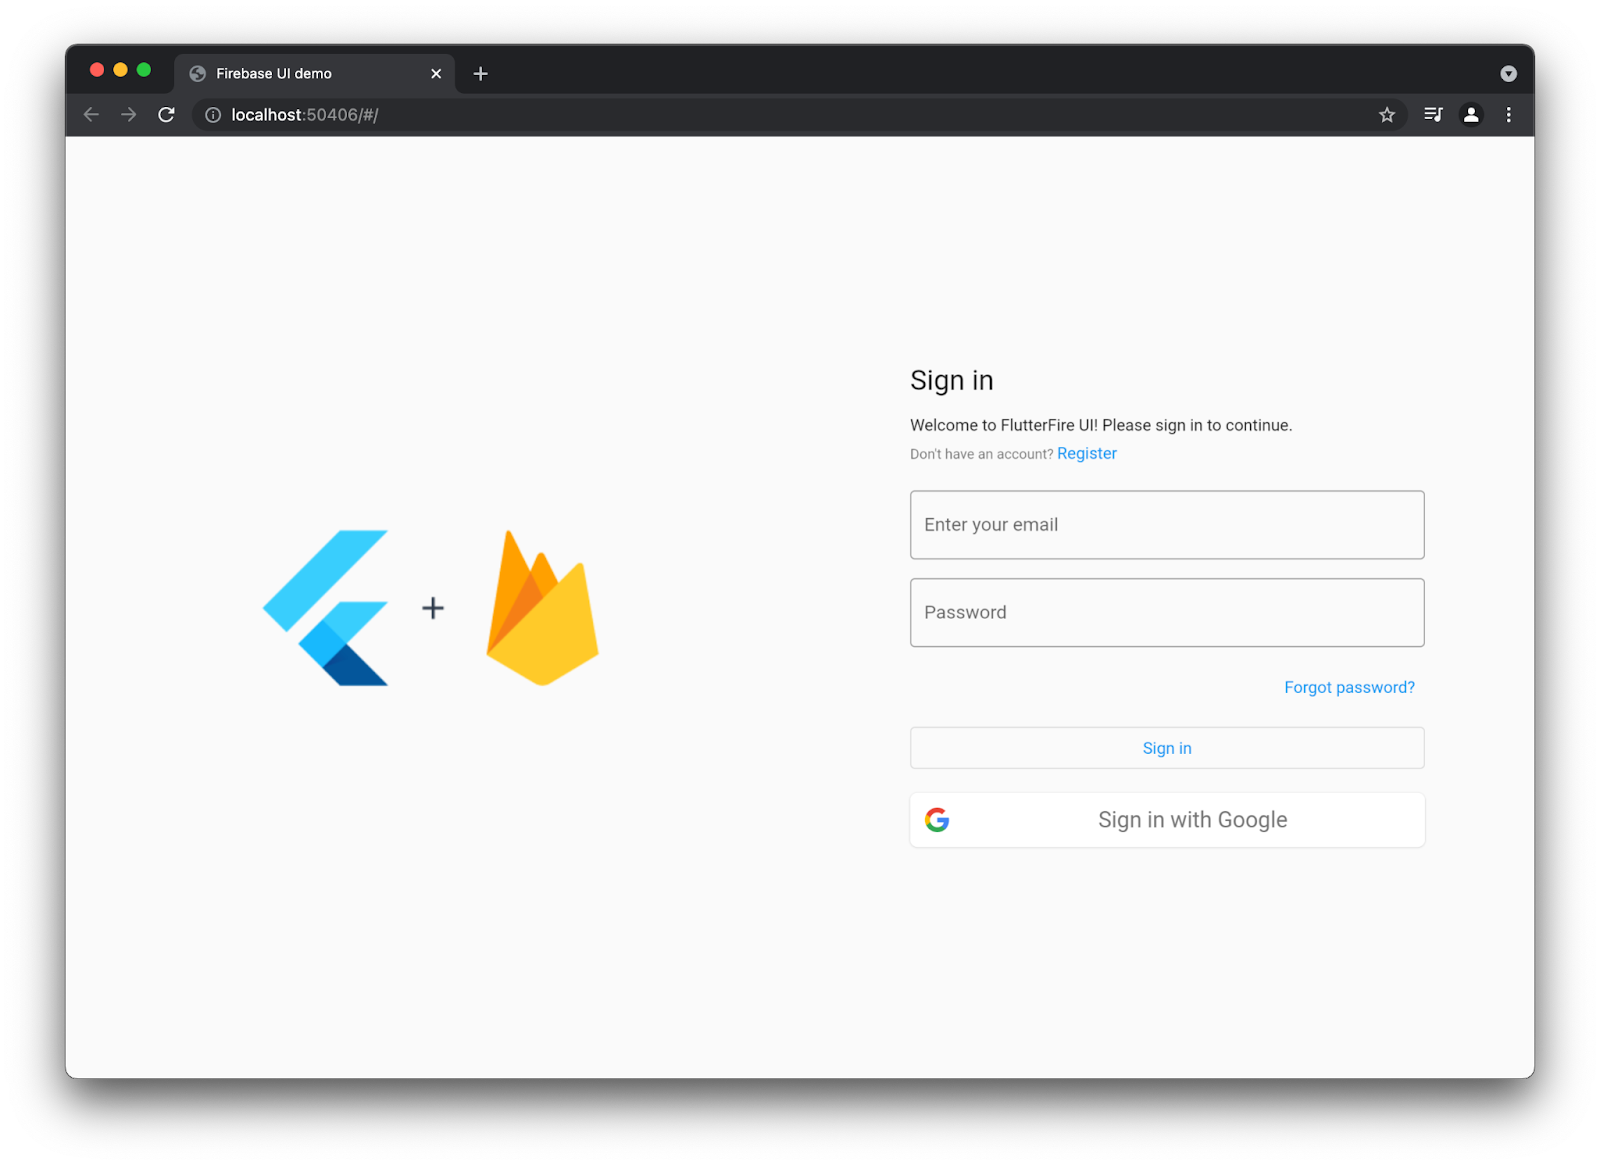 Firebase UI demo
localhost:50406/#/
Sign in
Welcome to FlutterFire UI! Please sign in to continue.
Don't have an account? Register
Enter your email
Password
Forgot password?
Sign in
Sign in with Google